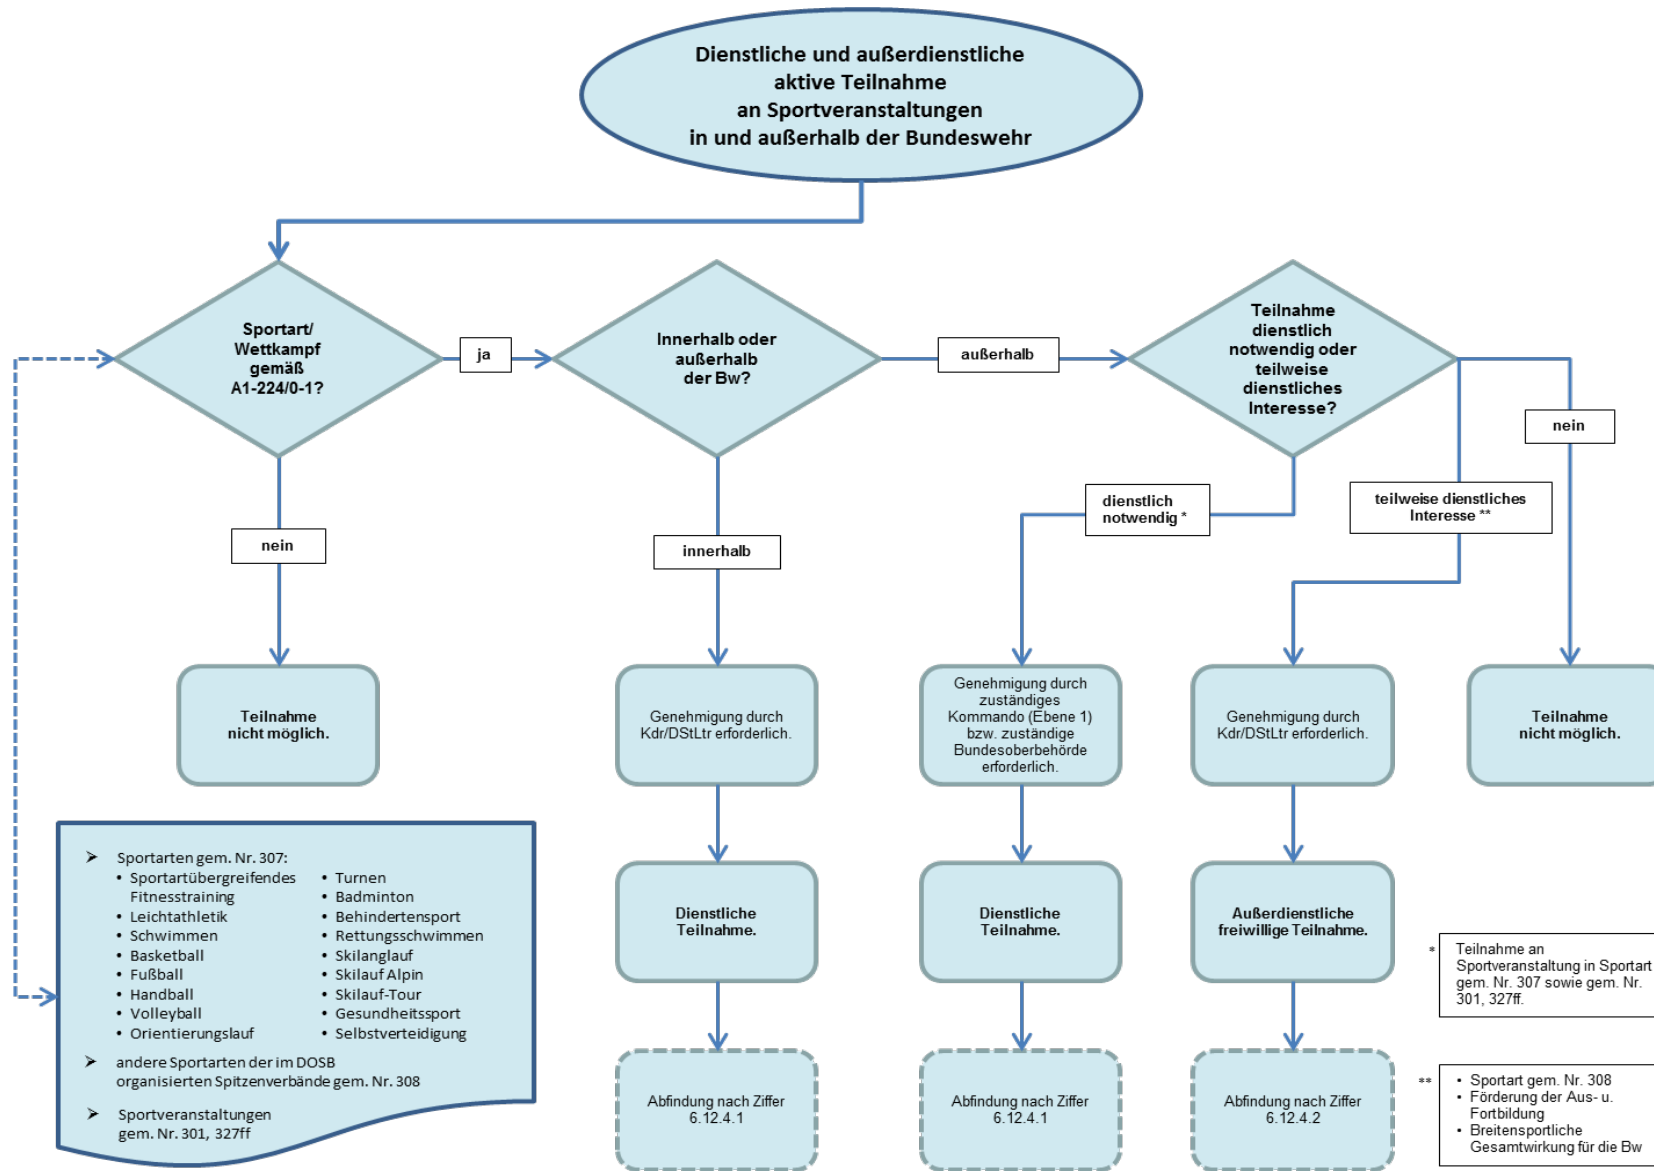 Dienstliche und außerdienstliche
aktive Teilnahme
an Sportveranstaltungen
in und außerhalb der Bundeswehr
Sportart/
Wettkampf
gemäß
A1-224/0-1?
ja
Innerhalb oder
außerhalb
der Bw?
außerhalb
Teilnahme
dienstlich
notwendig oder
teilweise
dienstliches
Interesse?
nein
dienstlich
notwendig *
teilweise dienstliches
Interesse **
nein
innerhalb
Teilnahme
nicht möglich.
Genehmigung durch
Kdr/DStLtr erforderlich.
Genehmigung durch
zuständiges
Kommando (Ebene 1)
bzw. zuständige
Bundesoberbehörde
erforderlich.
Genehmigung durch
Kdr/DStLtr erforderlich.
Teilnahme
nicht möglich.
➢ Sportarten gem. Nr. 307:
• Sportartübergreifendes
Fitnesstraining
• Leichtathletik
• Schwimmen
• Basketball
• Fußball
• Handball
• Volleyball
• Orientierungslauf
• Turnen
• Badminton
• Behindertensport
• Rettungsschwimmen
• Skilanglauf
• Skilauf Alpin
• Skilauf-Tour
• Gesundheitssport
• Selbstverteidigung
➢ andere Sportarten der im DOSB
organisierten Spitzenverbände gem. Nr. 308
➢ Sportveranstaltungen
gem. Nr. 301, 327ff
Dienstliche
Teilnahme.
Dienstliche
Teilnahme.
Außerdienstliche
freiwillige Teilnahme.
* Teilnahme an
Sportveranstaltung in Sportart
gem. Nr. 307 sowie gem. Nr.
301, 327ff.
Abfindung nach Ziffer
6.12.4.1
Abfindung nach Ziffer
6.12.4.1
Abfindung nach Ziffer
6.12.4.2
** • Sportart gem. Nr. 308
• Förderung der Aus- u.
Fortbildung
• Breitensportliche
Gesamtwirkung für die Bw